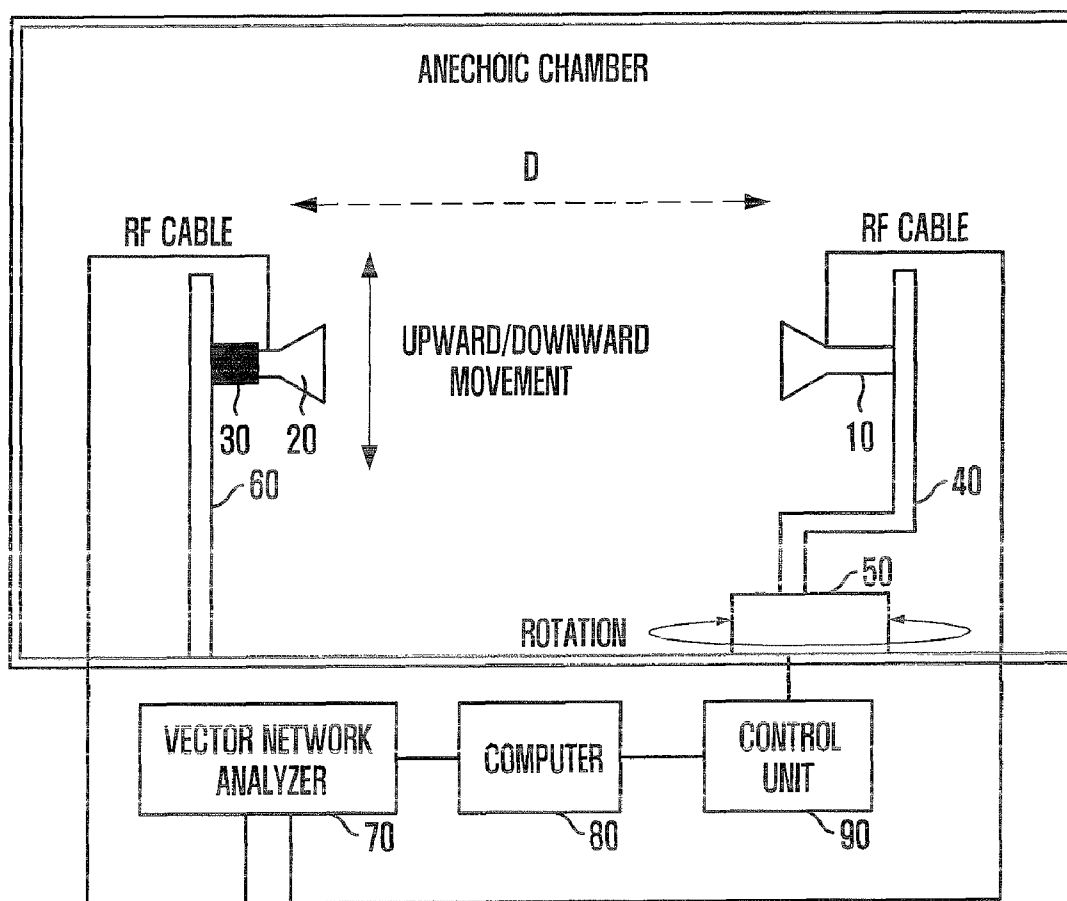 ANECHOIC CHAMBER
D
RF CABLE
RF CABLE
UPWARD/DOWNWARD
MOVEMENT
30
20
10
60
40
50
ROTATION
VECTOR NETWORK
ANALYZER
COMPUTER
CONTROL
UNIT
70
80
90